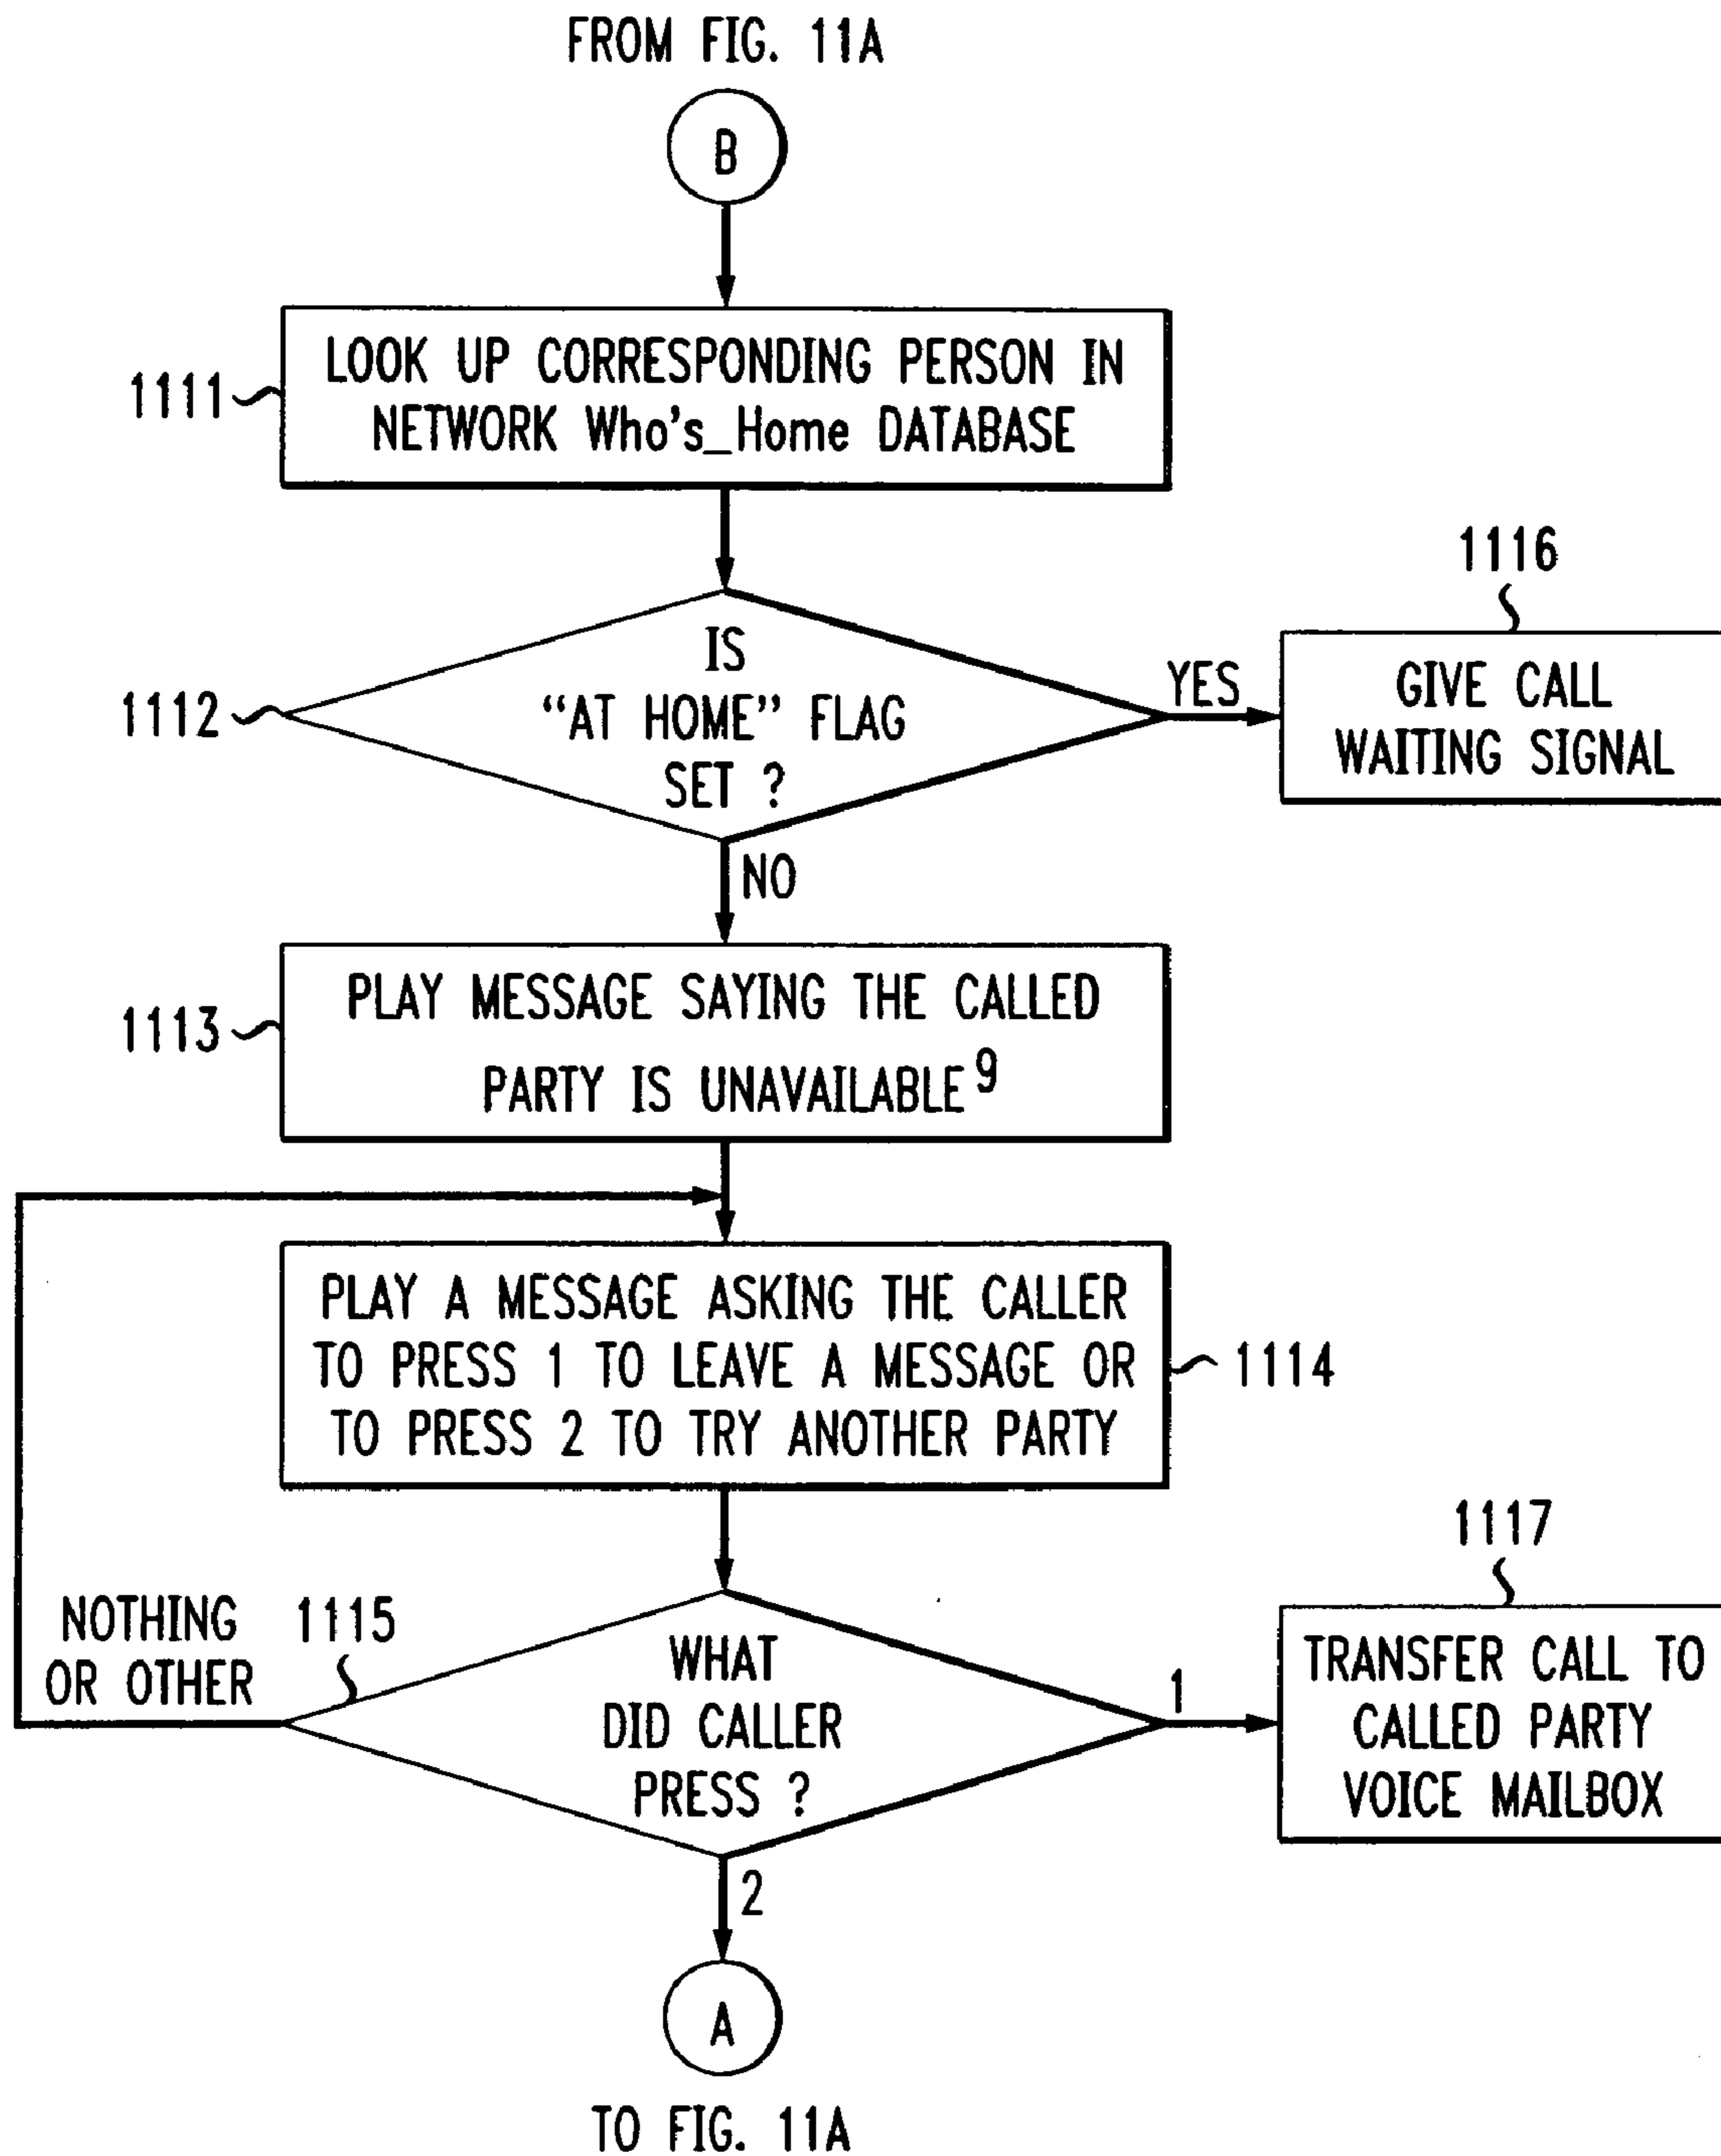 FROM FIG. 11A
B
1111
LOOK UP CORRESPONDING PERSON IN
NETWORK Who's_Home DATABASE
1112
IS
“AT HOME” FLAG
SET ?
YES
1116
GIVE CALL
WAITING SIGNAL
NO
1113
PLAY MESSAGE SAYING THE CALLED
PARTY IS UNAVAILABLE⁹
PLAY A MESSAGE ASKING THE CALLER
TO PRESS 1 TO LEAVE A MESSAGE OR
TO PRESS 2 TO TRY ANOTHER PARTY
1114
NOTHING
OR OTHER
1115
WHAT
DID CALLER
PRESS ?
1
1117
TRANSFER CALL TO
CALLED PARTY
VOICE MAILBOX
2
A
TO FIG. 11A